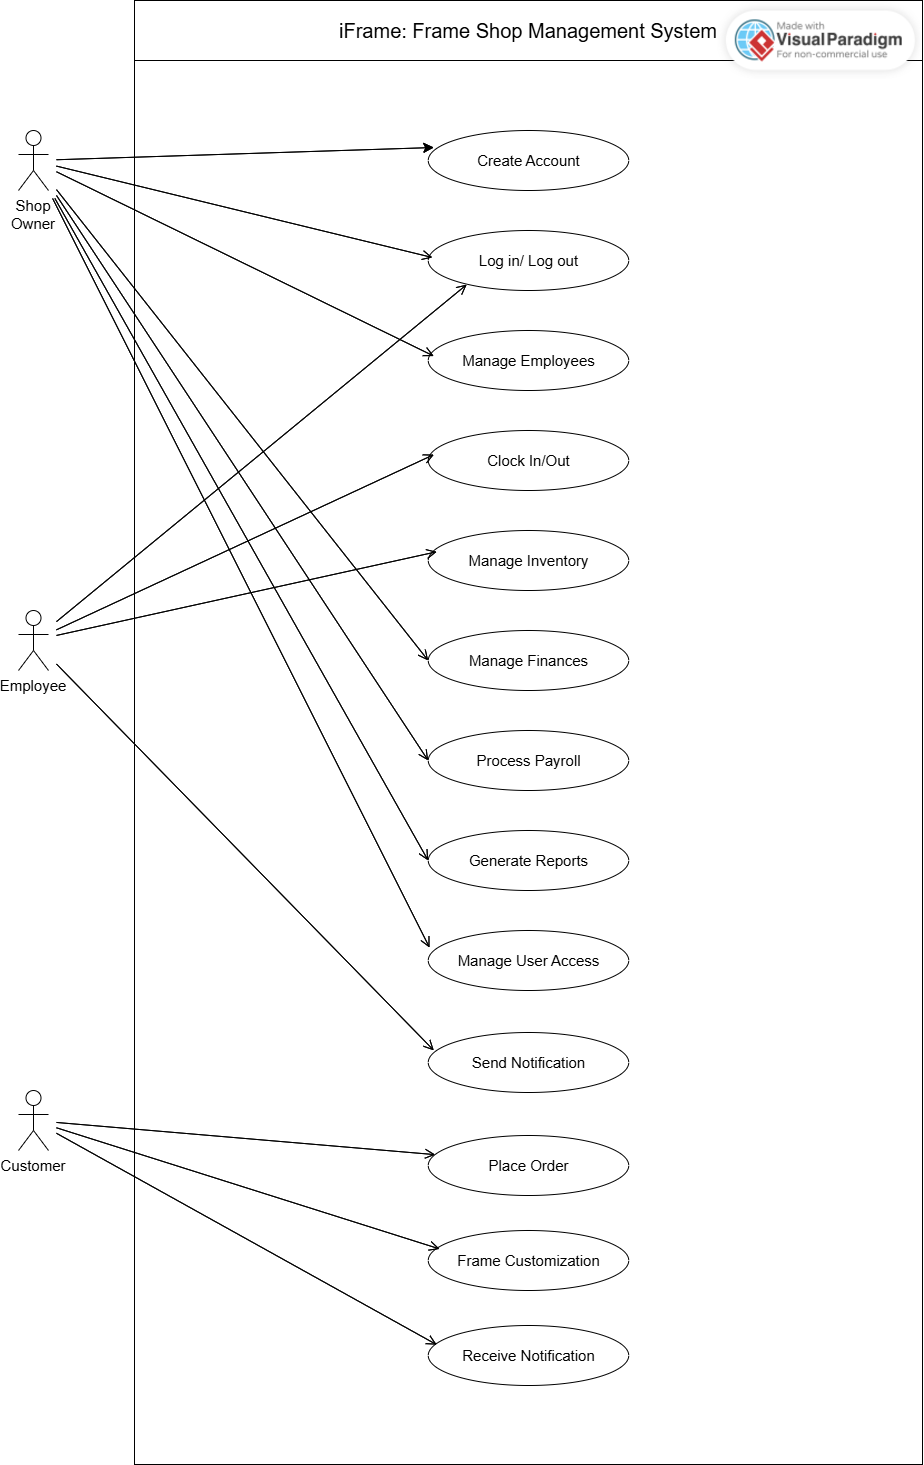 iFrame: Frame Shop Management System
Made with
Visual Paradigm
For non-commercial use
Create Account
Shop
Owner
Log in/ Log out
Manage Employees
Clock In/Out
Manage Inventory
Manage Finances
Employee
Process Payroll
Generate Reports
Manage User Access
Send Notification
Place Order
Customer
Frame Customization
Receive Notification